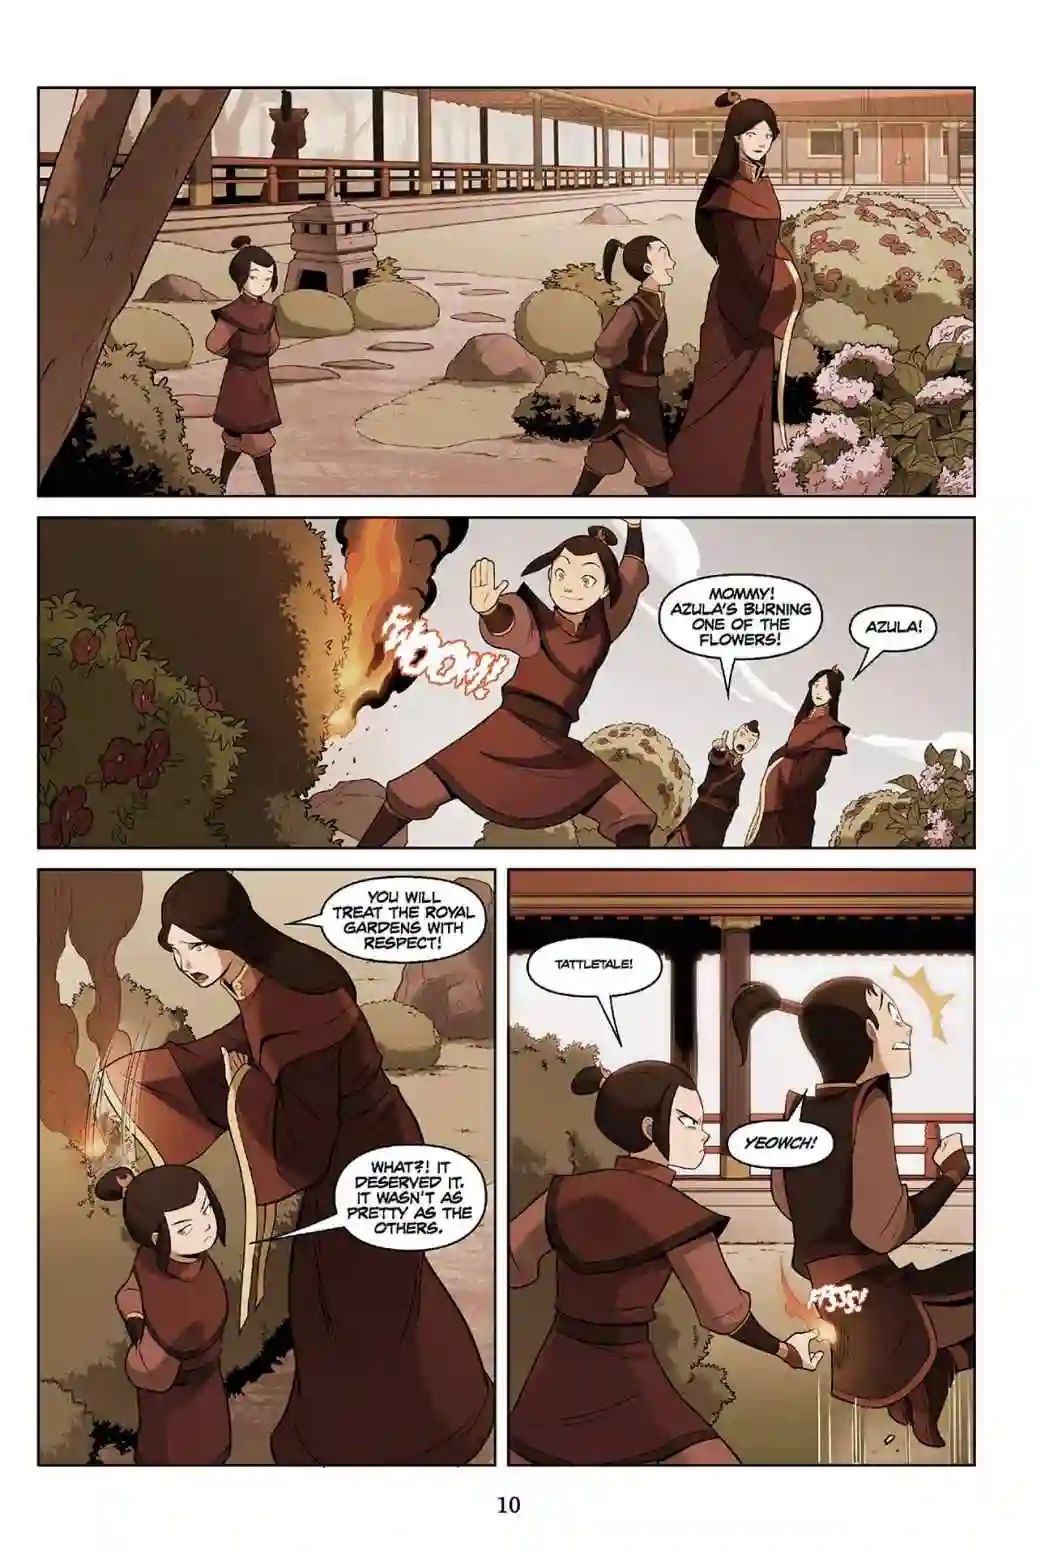 FWOOM!
MOMMY!
AZULA'S BURNING
ONE OF THE
FLOWERS!
AZULA!
YOU WILL
TREAT THE ROYAL
GARDENS WITH
RESPECT!
WHAT?! IT
DESERVED IT.
IT WASN'T AS
PRETTY AS THE
OTHERS.
TATTLETALE!
YEOWCH!
FFSSS!
10